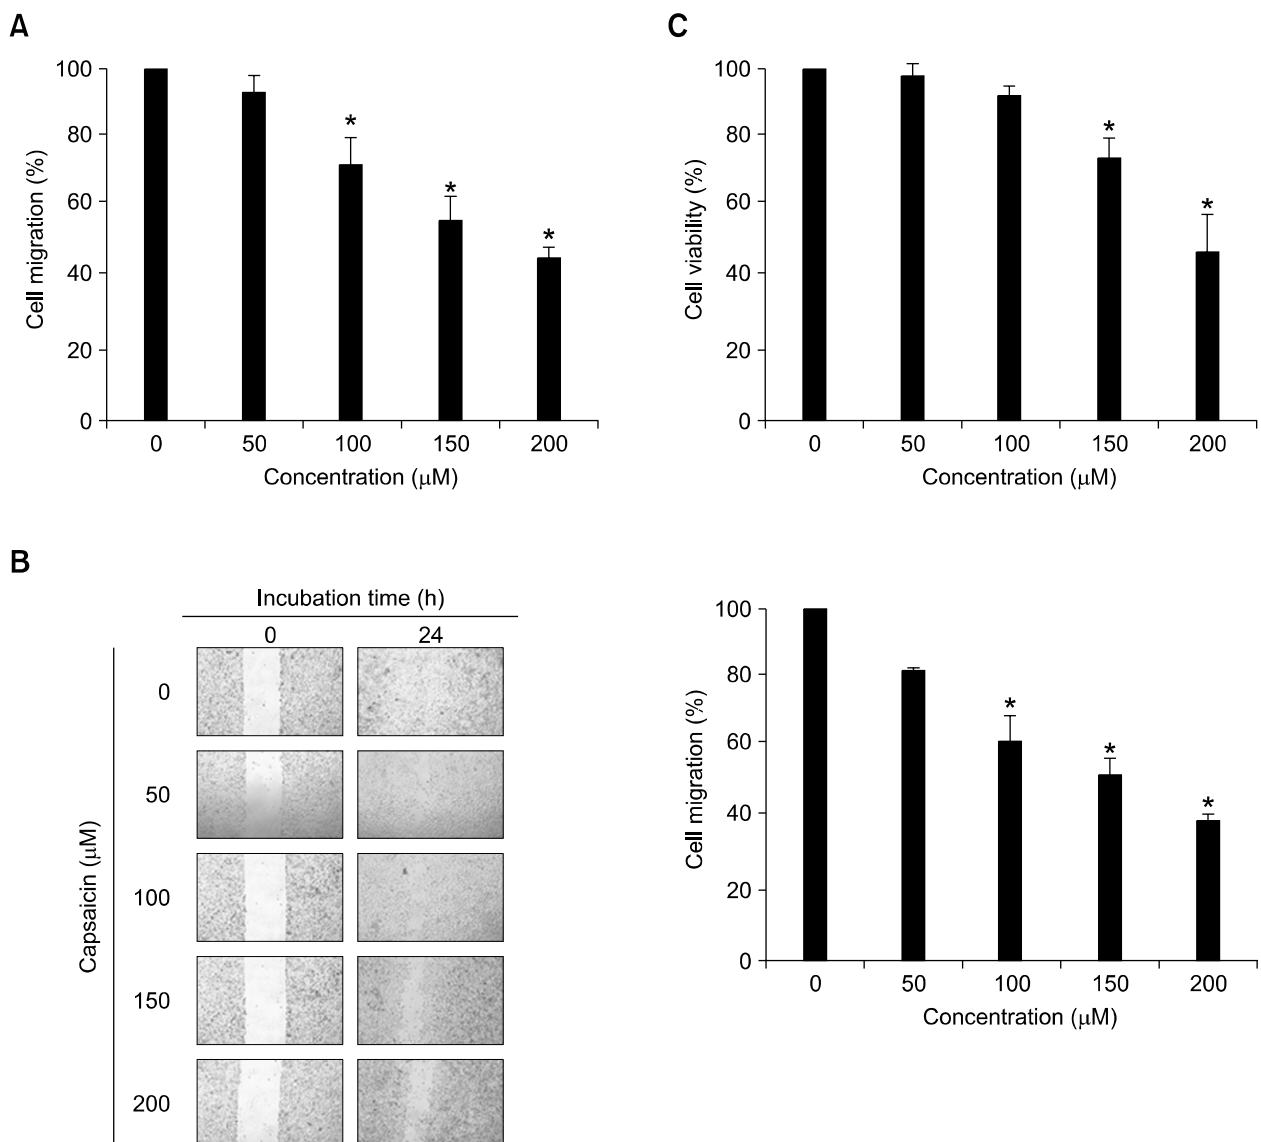 A
100
80
60
40
20
0
Cell migration (%)
*
*
*
0 50 100 150 200
Concentration (μM)
C
100
80
60
40
20
0
Cell viability (%)
*
*
0 50 100 150 200
Concentration (μM)
B
Incubation time (h)
0 24
Capsaicin (μM)
0
50
100
150
200
100
80
60
40
20
0
Cell migration (%)
*
*
*
0 50 100 150 200
Concentration (μM)